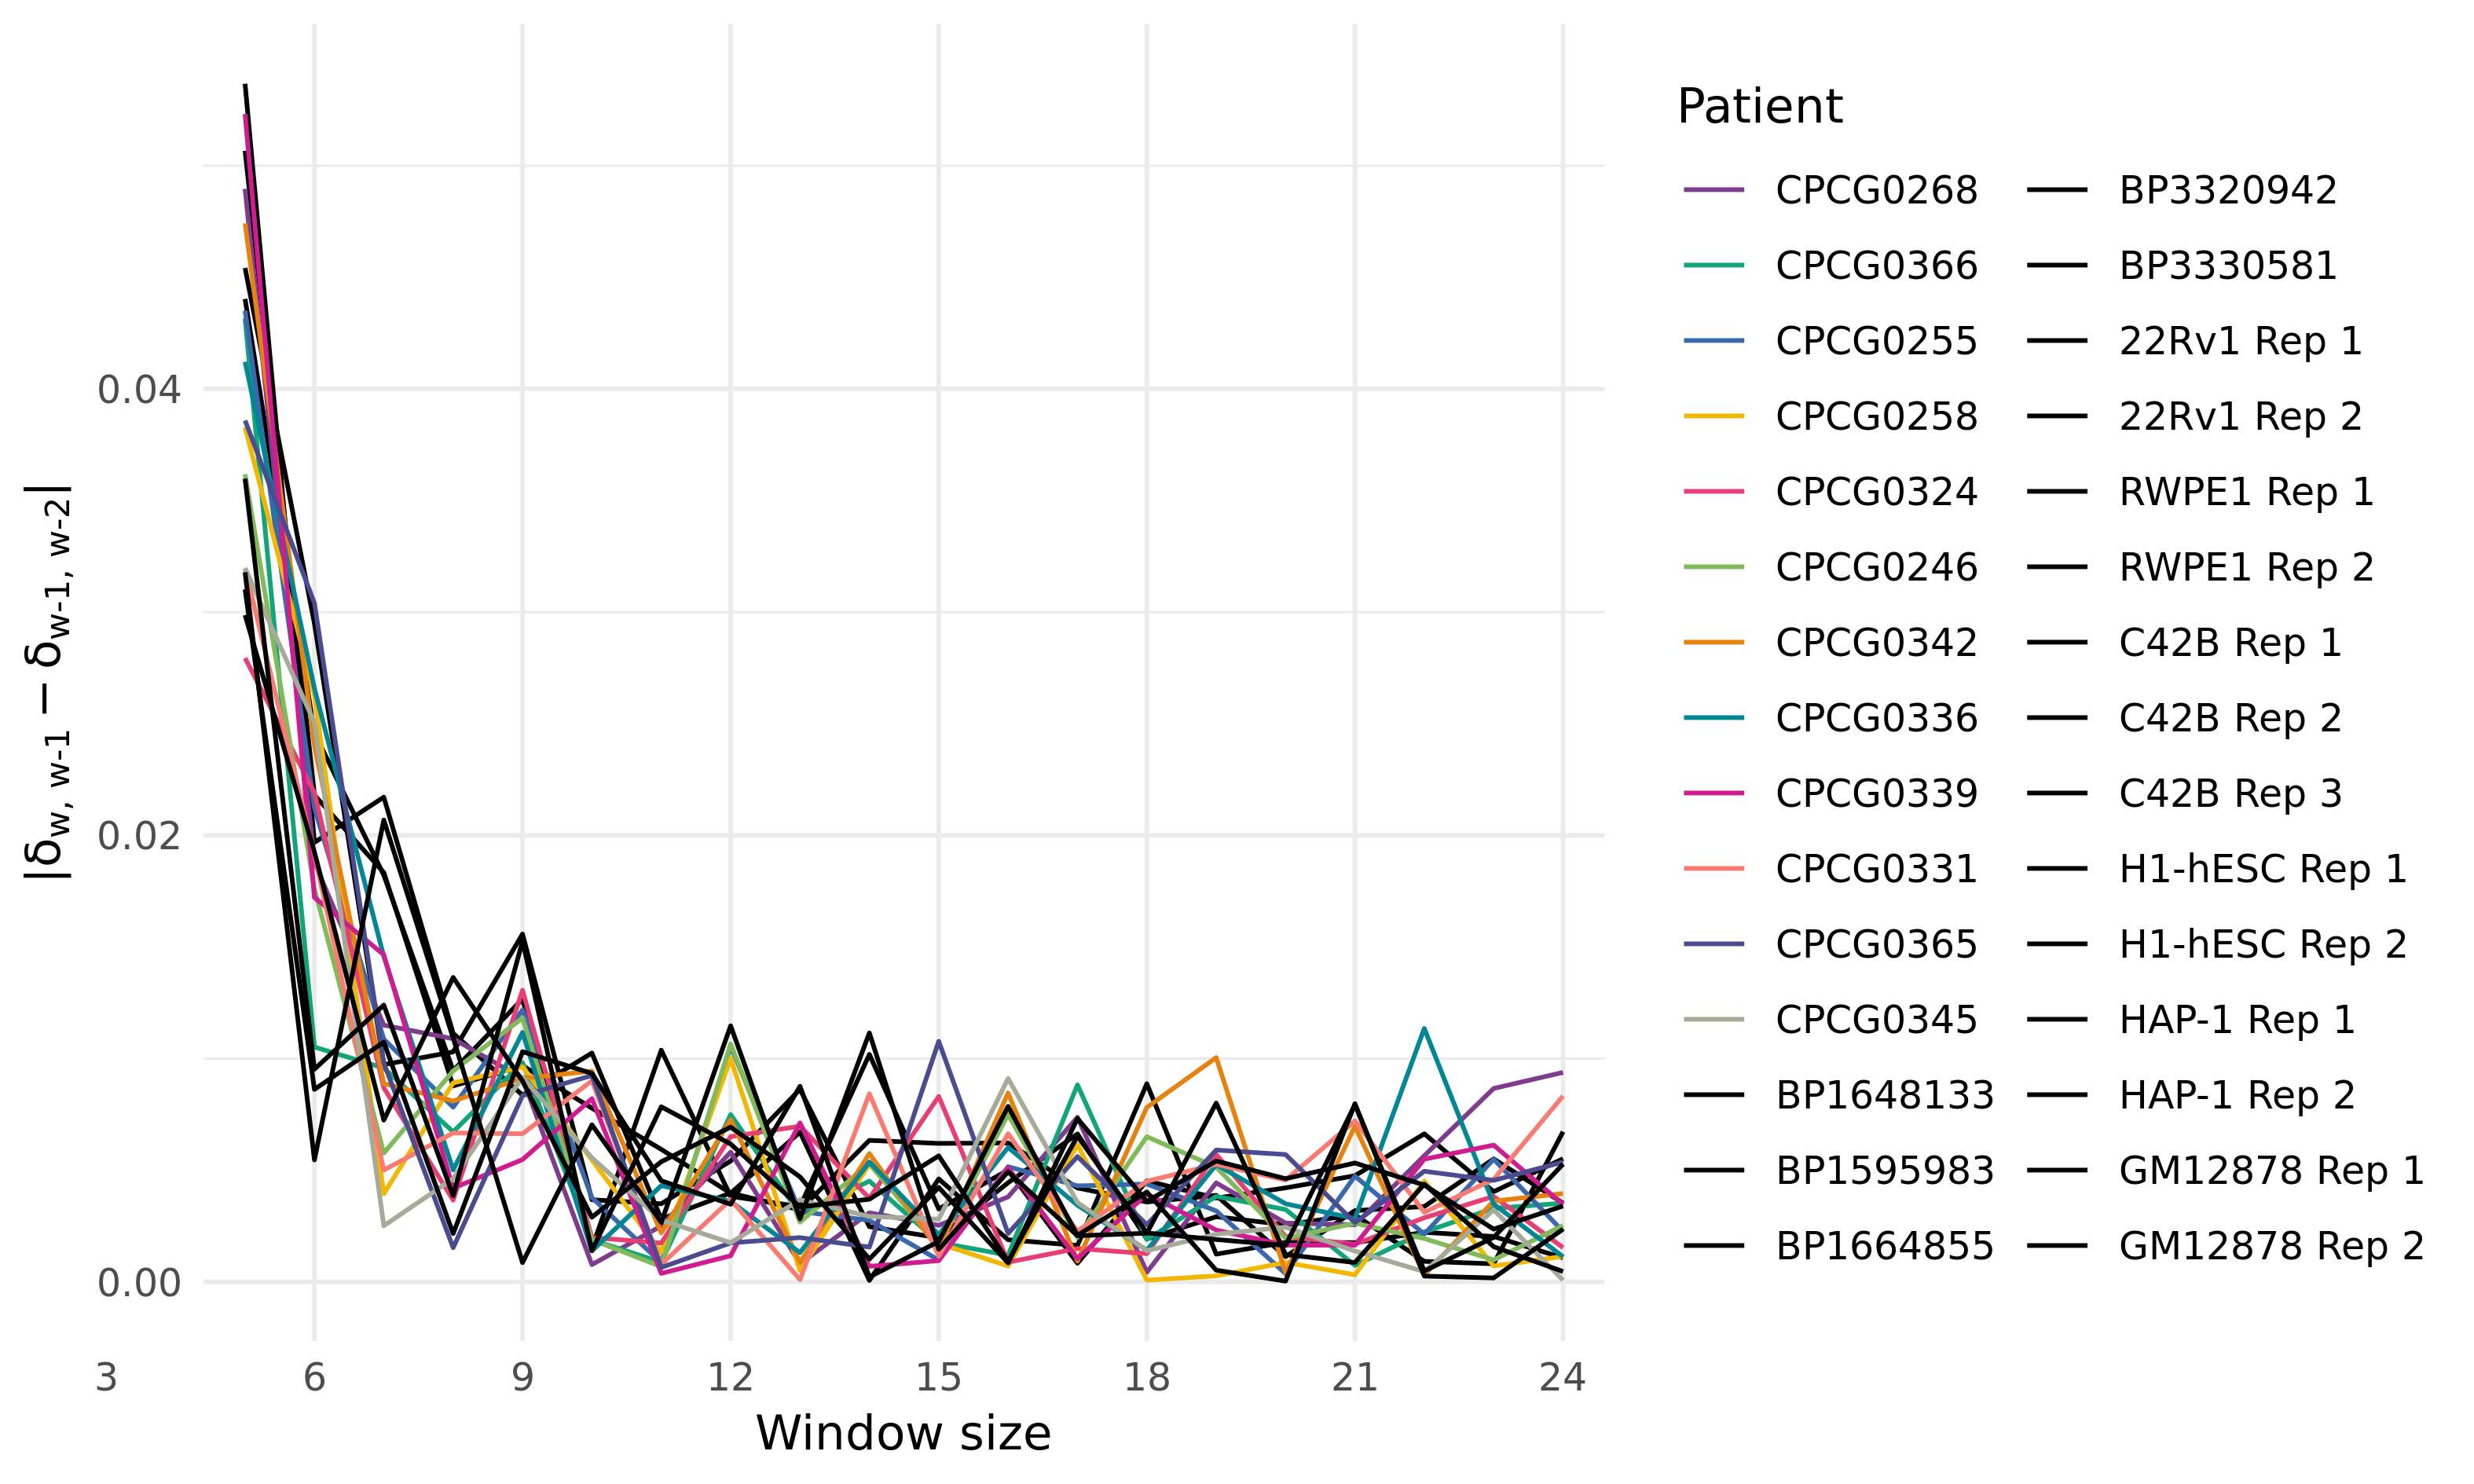 |δw, w-1 − δw-1, w-2|
0.04
0.02
0.00
3 6 9 12 15 18 21 24
Window size
Patient
CPCG0268
CPCG0366
CPCG0255
CPCG0258
CPCG0324
CPCG0246
CPCG0342
CPCG0336
CPCG0339
CPCG0331
CPCG0365
CPCG0345
BP1648133
BP1595983
BP1664855
BP3320942
BP3330581
22Rv1 Rep 1
22Rv1 Rep 2
RWPE1 Rep 1
RWPE1 Rep 2
C42B Rep 1
C42B Rep 2
C42B Rep 3
H1-hESC Rep 1
H1-hESC Rep 2
HAP-1 Rep 1
HAP-1 Rep 2
GM12878 Rep 1
GM12878 Rep 2